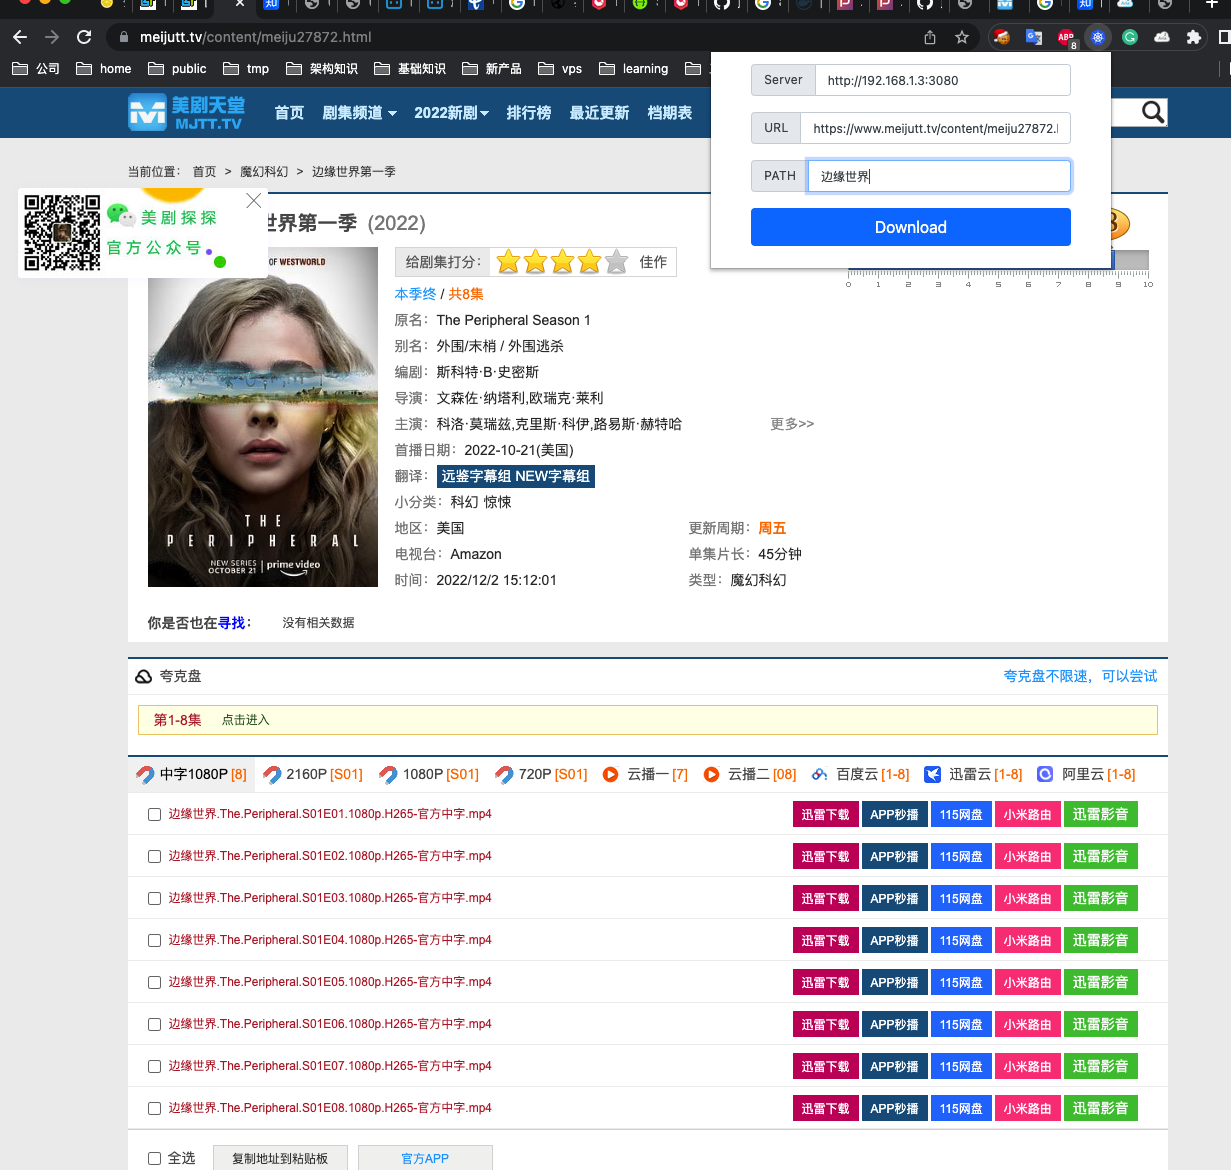 meijutt.tv/content/meiju27872.html
公司 home public tmp 架构知识 基础知识 新产品 vps learning
美剧天堂
MJTT.TV
首页 剧集频道 2022新剧 排行榜 最近更新 档期表
Server http://192.168.1.3:3080
URL https://www.meijutt.tv/content/meiju27872.
PATH 边缘世界
Download
当前位置： 首页 > 魔幻科幻 > 边缘世界第一季
美剧探探
官方公众号
世界第一季 (2022)
OF WESTWORLD
THE
PERIPHERAL
NEW SERIES
OCTOBER 21 | prime video
给剧集打分： 佳作
0 1 2 3 4 5 6 7 8 9 10
本季终 / 共8集
原名：The Peripheral Season 1
别名：外围/末梢 / 外围逃杀
编剧：斯科特·B·史密斯
导演：文森佐·纳塔利,欧瑞克·莱利
主演：科洛·莫瑞兹,克里斯·科伊,路易斯·赫特哈 更多>>
首播日期：2022-10-21(美国)
翻译：远鉴字幕组 NEW字幕组
小分类：科幻 惊悚
地区：美国 更新周期：周五
电视台：Amazon 单集片长：45分钟
时间：2022/12/2 15:12:01 类型：魔幻科幻
你是否也在寻找： 没有相关数据
夸克盘 夸克盘不限速，可以尝试
第1-8集 点击进入
中字1080P [8] 2160P [S01] 1080P [S01] 720P [S01] 云播一 [7] 云播二 [08] 百度云 [1-8] 迅雷云 [1-8] 阿里云 [1-8]
边缘世界.The.Peripheral.S01E01.1080p.H265-官方中字.mp4 迅雷下载 APP秒播 115网盘 小米路由 迅雷影音
边缘世界.The.Peripheral.S01E02.1080p.H265-官方中字.mp4 迅雷下载 APP秒播 115网盘 小米路由 迅雷影音
边缘世界.The.Peripheral.S01E03.1080p.H265-官方中字.mp4 迅雷下载 APP秒播 115网盘 小米路由 迅雷影音
边缘世界.The.Peripheral.S01E04.1080p.H265-官方中字.mp4 迅雷下载 APP秒播 115网盘 小米路由 迅雷影音
边缘世界.The.Peripheral.S01E05.1080p.H265-官方中字.mp4 迅雷下载 APP秒播 115网盘 小米路由 迅雷影音
边缘世界.The.Peripheral.S01E06.1080p.H265-官方中字.mp4 迅雷下载 APP秒播 115网盘 小米路由 迅雷影音
边缘世界.The.Peripheral.S01E07.1080p.H265-官方中字.mp4 迅雷下载 APP秒播 115网盘 小米路由 迅雷影音
边缘世界.The.Peripheral.S01E08.1080p.H265-官方中字.mp4 迅雷下载 APP秒播 115网盘 小米路由 迅雷影音
全选 复制地址到粘贴板 官方APP